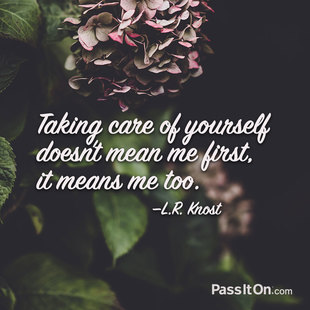 Taking care of yourself
doesnt mean me first,
it means me too.
–L.R. Knost
PassItOn.com